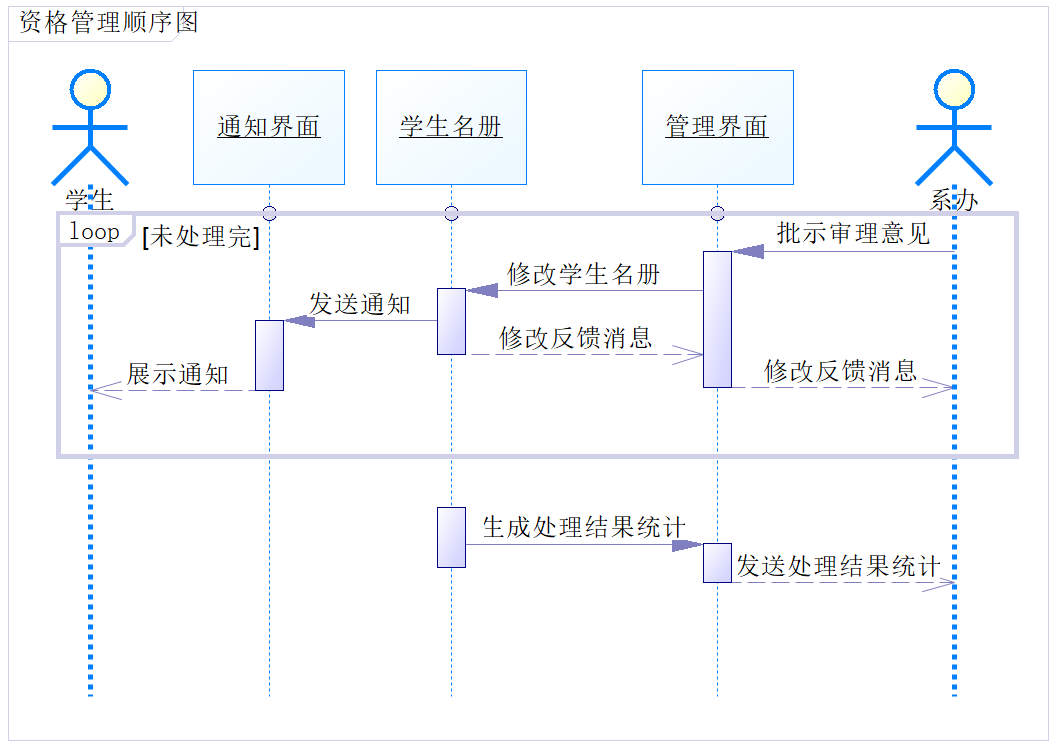 资格管理顺序图
通知界面
学生名册
管理界面
学生
系办
loop
[未处理完]
批示审理意见
修改学生名册
发送通知
修改反馈消息
展示通知
修改反馈消息
生成处理结果统计
发送处理结果统计